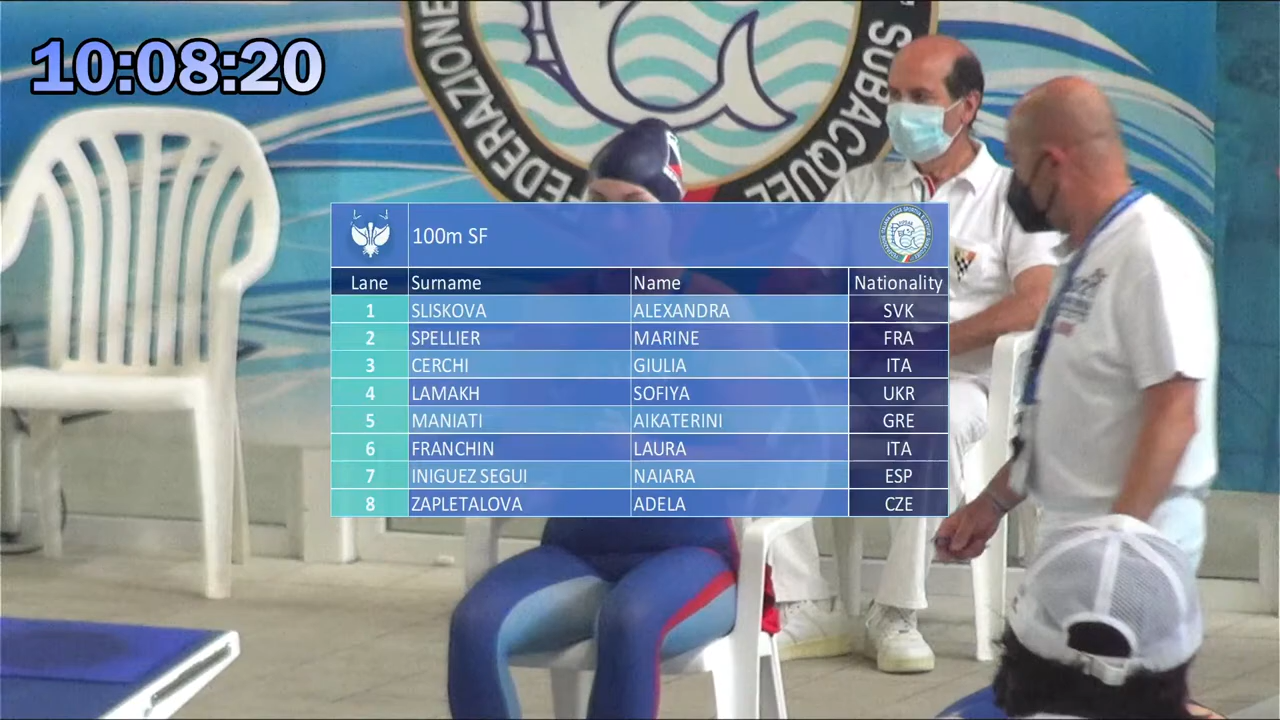 10:08:20
FEDERAZIONE
SUBACQUEE
100m SF
Lane Surname Name Nationality
1 SLISKOVA ALEXANDRA SVK
2 SPELLIER MARINE FRA
3 CERCHI GIULIA ITA
4 LAMAKH SOFIYA UKR
5 MANIATI AIKATERINI GRE
6 FRANCHIN LAURA ITA
7 INIGUEZ SEGUI NAIARA ESP
8 ZAPLETALOVA ADELA CZE